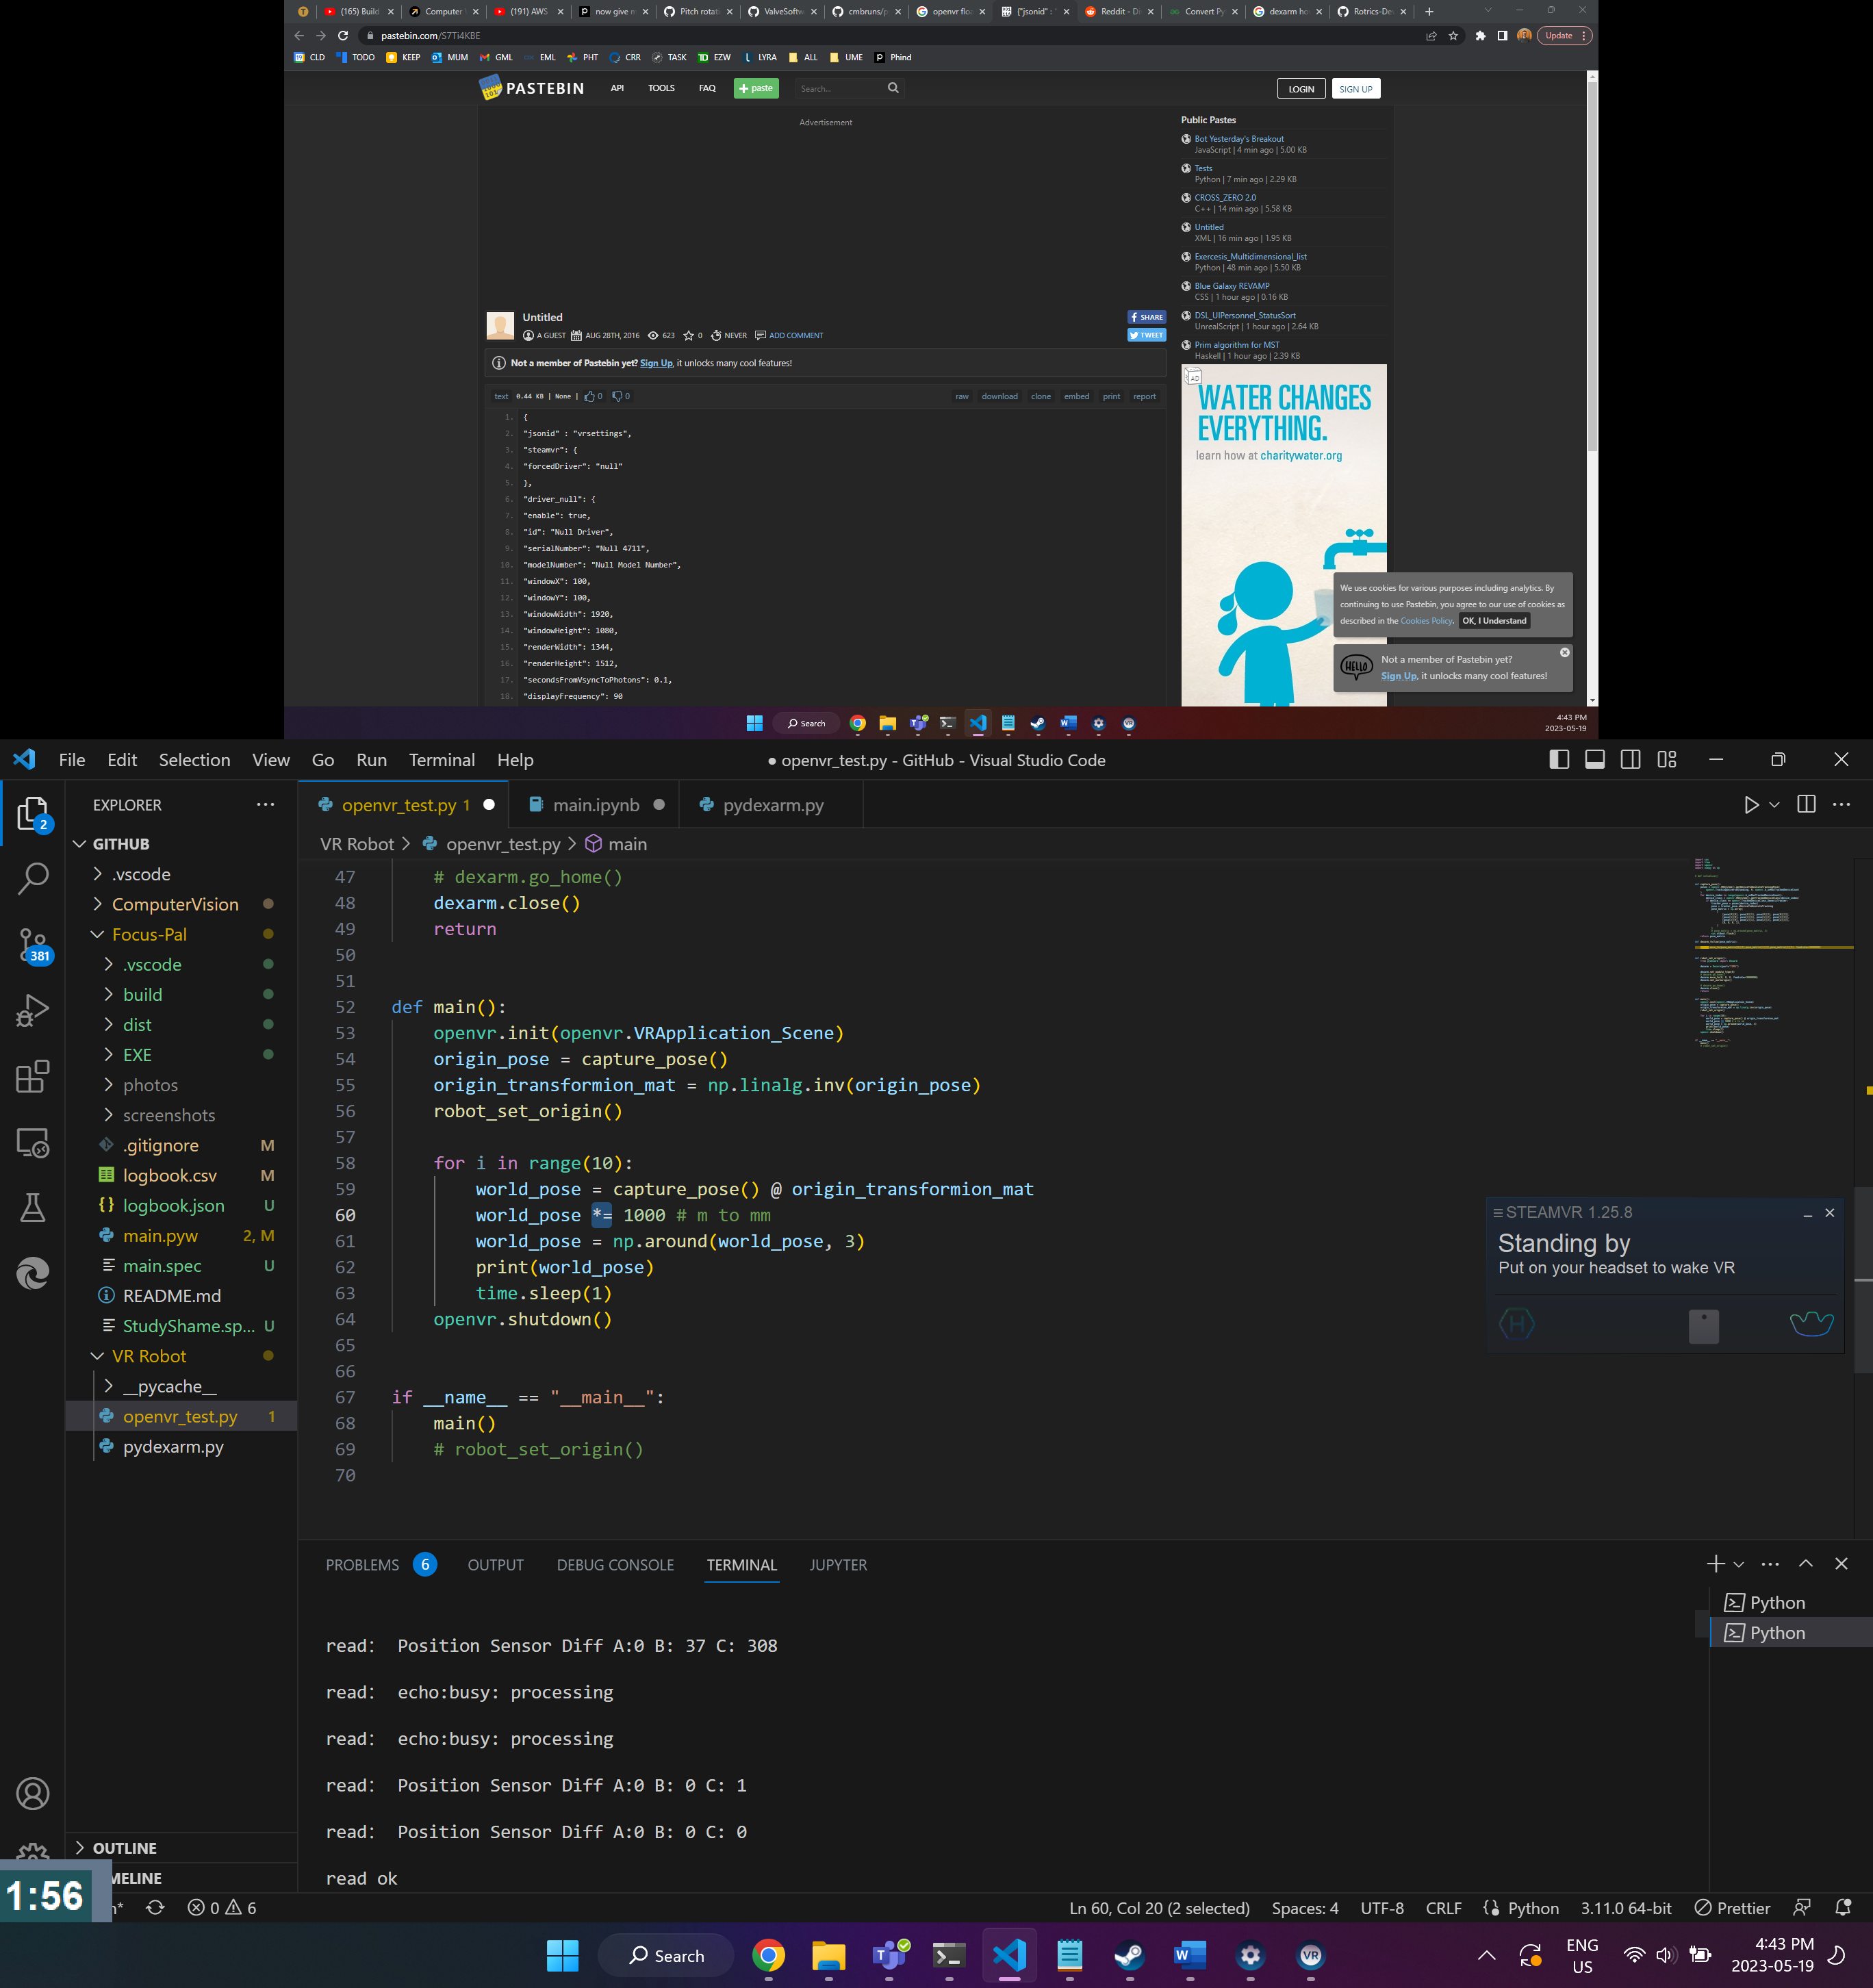 (165) Build
Computer
(191) AWS
now give m
Pitch rotat
ValveSoftw
cmbruns/p
openvr floa
{"jsonid" : "
Reddit - Di
Convert Py
dexarm ho
Rotrics-De
pastebin.com/S7Ti4KBE
Update
CLD TODO KEEP MUM GML EML PHT CRR TASK EZW LYRA ALL UME Phind
PASTEBIN API TOOLS FAQ + paste Search... LOGIN SIGN UP
Advertisement
Public Pastes
Bot Yesterday's Breakout
JavaScript | 4 min ago | 5.00 KB
Tests
Python | 7 min ago | 2.29 KB
CROSS_ZERO 2.0
C++ | 14 min ago | 5.58 KB
Untitled
XML | 16 min ago | 1.95 KB
Exercesis_Multidimensional_list
Python | 48 min ago | 5.50 KB
Blue Galaxy REVAMP
CSS | 1 hour ago | 0.16 KB
DSL_UIPersonnel_StatusSort
UnrealScript | 1 hour ago | 2.64 KB
Prim algorithm for MST
Haskell | 1 hour ago | 2.39 KB
Untitled
A GUEST AUG 28TH, 2016 623 0 NEVER ADD COMMENT
SHARE
TWEET
Not a member of Pastebin yet? Sign Up, it unlocks many cool features!
text 0.44 KB | None | 0 0 raw download clone embed print report
1. {
2. "jsonid" : "vrsettings",
3. "steamvr": {
4. "forcedDriver": "null"
5. },
6. "driver_null": {
7. "enable": true,
8. "id": "Null Driver",
9. "serialNumber": "Null 4711",
10. "modelNumber": "Null Model Number",
11. "windowX": 100,
12. "windowY": 100,
13. "windowWidth": 1920,
14. "windowHeight": 1080,
15. "renderWidth": 1344,
16. "renderHeight": 1512,
17. "secondsFromVsyncToPhotons": 0.1,
18. "displayFrequency": 90
WATER CHANGES
EVERYTHING.
learn how at charitywater.org
We use cookies for various purposes including analytics. By
continuing to use Pastebin, you agree to our use of cookies as
described in the Cookies Policy. OK, I Understand
HELLO
Not a member of Pastebin yet?
Sign Up, it unlocks many cool features!
Search
4:43 PM
2023-05-19
File Edit Selection View Go Run Terminal Help
● openvr_test.py - GitHub - Visual Studio Code
EXPLORER
openvr_test.py 1
main.ipynb
pydexarm.py
VR Robot > openvr_test.py > main
2
381
GITHUB
.vscode
ComputerVision
Focus-Pal
.vscode
build
dist
EXE
photos
screenshots
.gitignore M
logbook.csv M
logbook.json U
main.pyw 2, M
main.spec U
README.md
StudyShame.sp... U
VR Robot
__pycache__
openvr_test.py 1
pydexarm.py
OUTLINE
MELINE
47 # dexarm.go_home()
48 dexarm.close()
49 return
50
51
52 def main():
53 openvr.init(openvr.VRApplication_Scene)
54 origin_pose = capture_pose()
55 origin_transformion_mat = np.linalg.inv(origin_pose)
56 robot_set_origin()
57
58 for i in range(10):
59 world_pose = capture_pose() @ origin_transformion_mat
60 world_pose *= 1000 # m to mm
61 world_pose = np.around(world_pose, 3)
62 print(world_pose)
63 time.sleep(1)
64 openvr.shutdown()
65
66
67 if __name__ == "__main__":
68 main()
69 # robot_set_origin()
70
STEAMVR 1.25.8
Standing by
Put on your headset to wake VR
PROBLEMS 6 OUTPUT DEBUG CONSOLE TERMINAL JUPYTER
Python
Python
read: Position Sensor Diff A:0 B: 37 C: 308
read: echo:busy: processing
read: echo:busy: processing
read: Position Sensor Diff A:0 B: 0 C: 1
read: Position Sensor Diff A:0 B: 0 C: 0
read ok
1:56
0 6
Ln 60, Col 20 (2 selected) Spaces: 4 UTF-8 CRLF Python 3.11.0 64-bit Prettier
Search
ENG
US
4:43 PM
2023-05-19